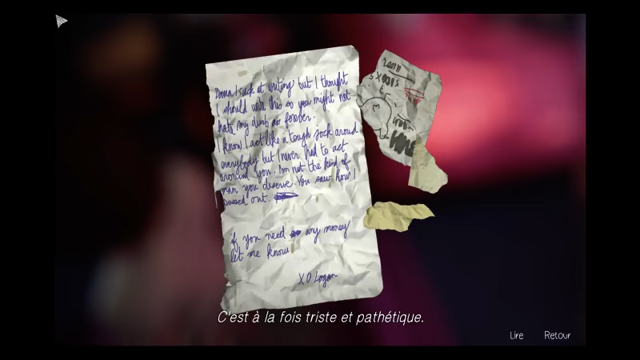 Dana I suck at writing but I thought
I should write this so you might not
hate my dumb ass forever.
I know I act like a tough jock around
everybody but I never had to act
around you. I'm not the kind of
man you deserve. You saw how I
passed out.
If you need any money
let me know
XO Logan
C'est à la fois triste et pathétique.
Lire Retour